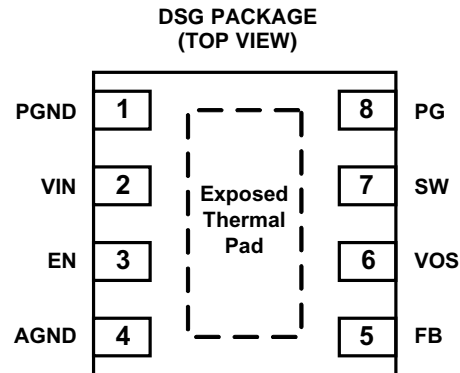 DSG PACKAGE
(TOP VIEW)
PGND 1 8 PG
VIN 2 7 SW
Exposed
Thermal
Pad
EN 3 6 VOS
AGND 4 5 FB